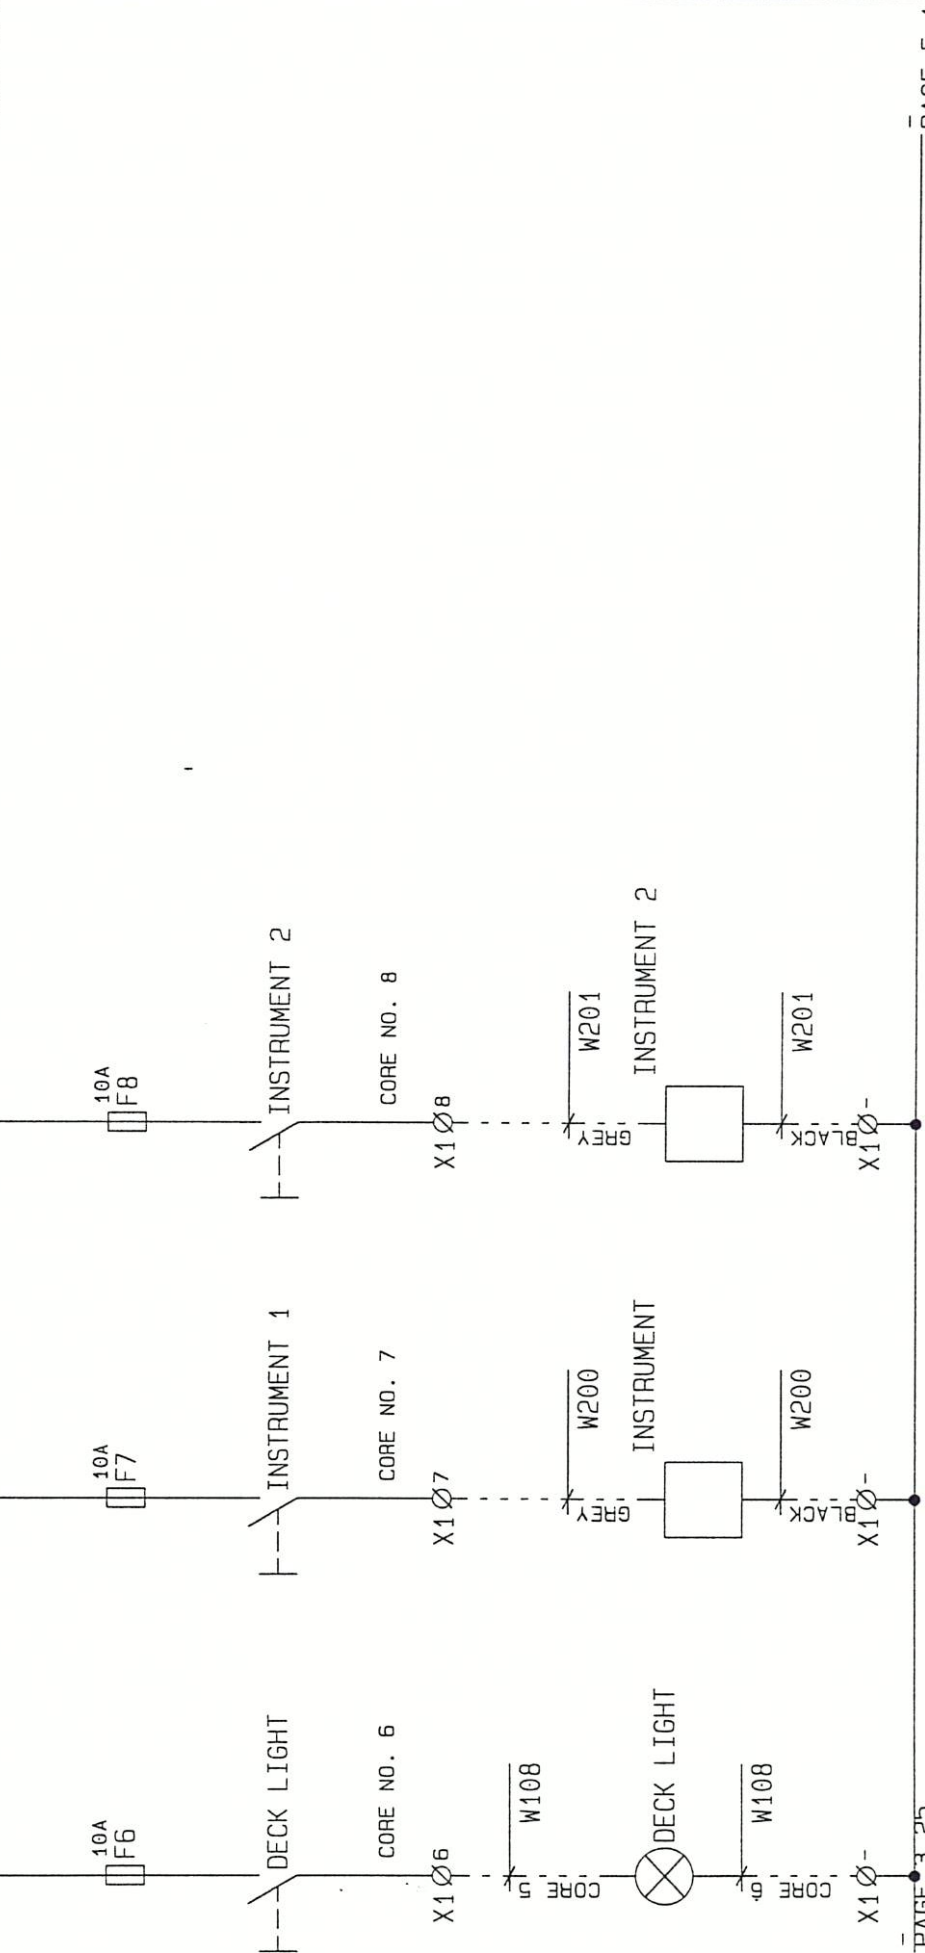 10A
F6
DECK LIGHT
CORE NO. 6
X1 6
W108
CORE 5
DECK LIGHT
W108
CORE 6
X1 -
10A
F7
INSTRUMENT 1
CORE NO. 7
X1 7
W200
GREY
INSTRUMENT
W200
BLACK
X1 -
10A
F8
INSTRUMENT 2
CORE NO. 8
X1 8
W201
GREY
INSTRUMENT 2
W201
BLACK
X1 -
-
PAGE 3
-